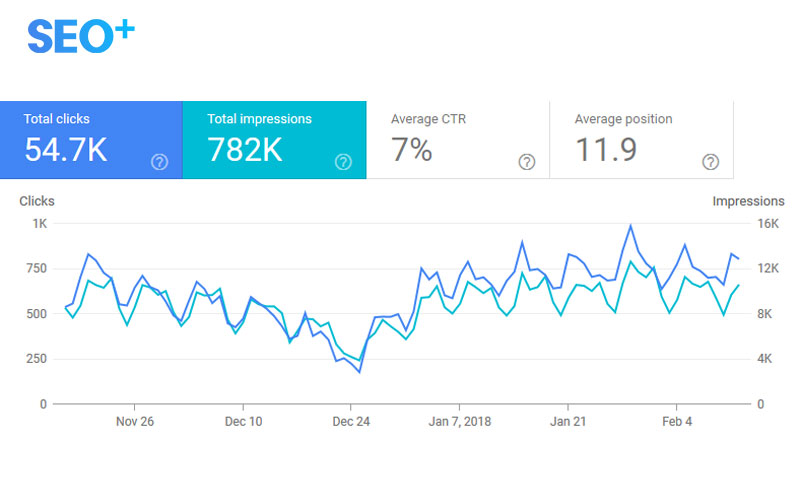 SEO+
Total clicks
54.7K
Total impressions
782K
Average CTR
7%
Average position
11.9
Clicks
Impressions
1K
750
500
250
0
16K
12K
8K
4K
0
Nov 26
Dec 10
Dec 24
Jan 7, 2018
Jan 21
Feb 4